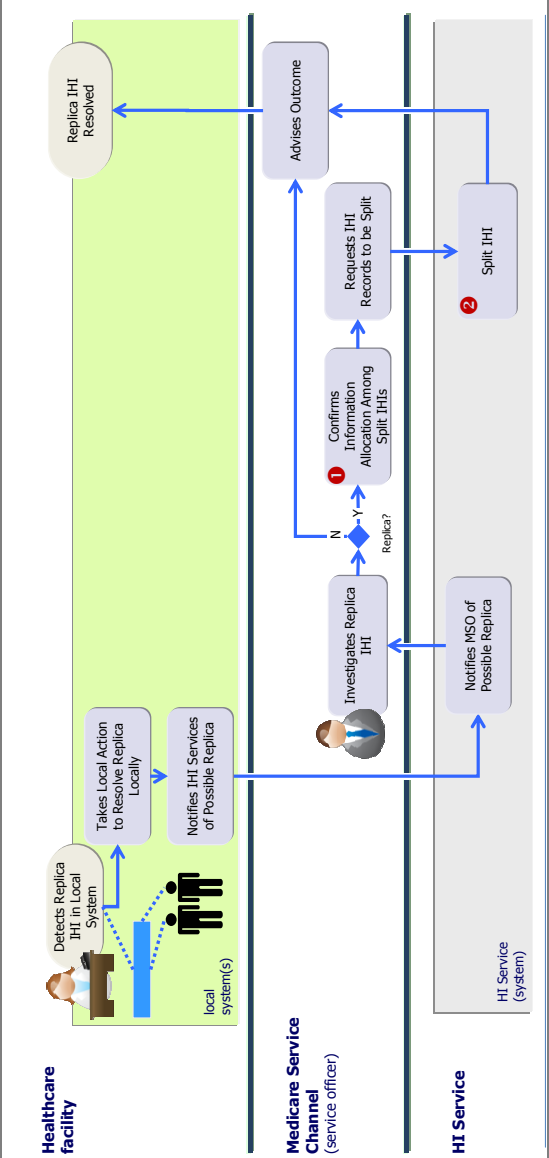 Healthcare
facility
Detects Replica
IHI in Local
System
local
system(s)
Takes Local Action
to Resolve Replica
Locally
Notifies IHI Services
of Possible Replica
Replica IHI
Resolved
Medicare Service
Channel
(service officer)
Investigates Replica
IHI
Replica?
N
Y
1
Confirms
Information
Allocation Among
Split IHIs
Requests IHI
Records to be Split
Advises Outcome
HI Service
HI Service
(system)
Notifies MSO of
Possible Replica
2
Split IHI